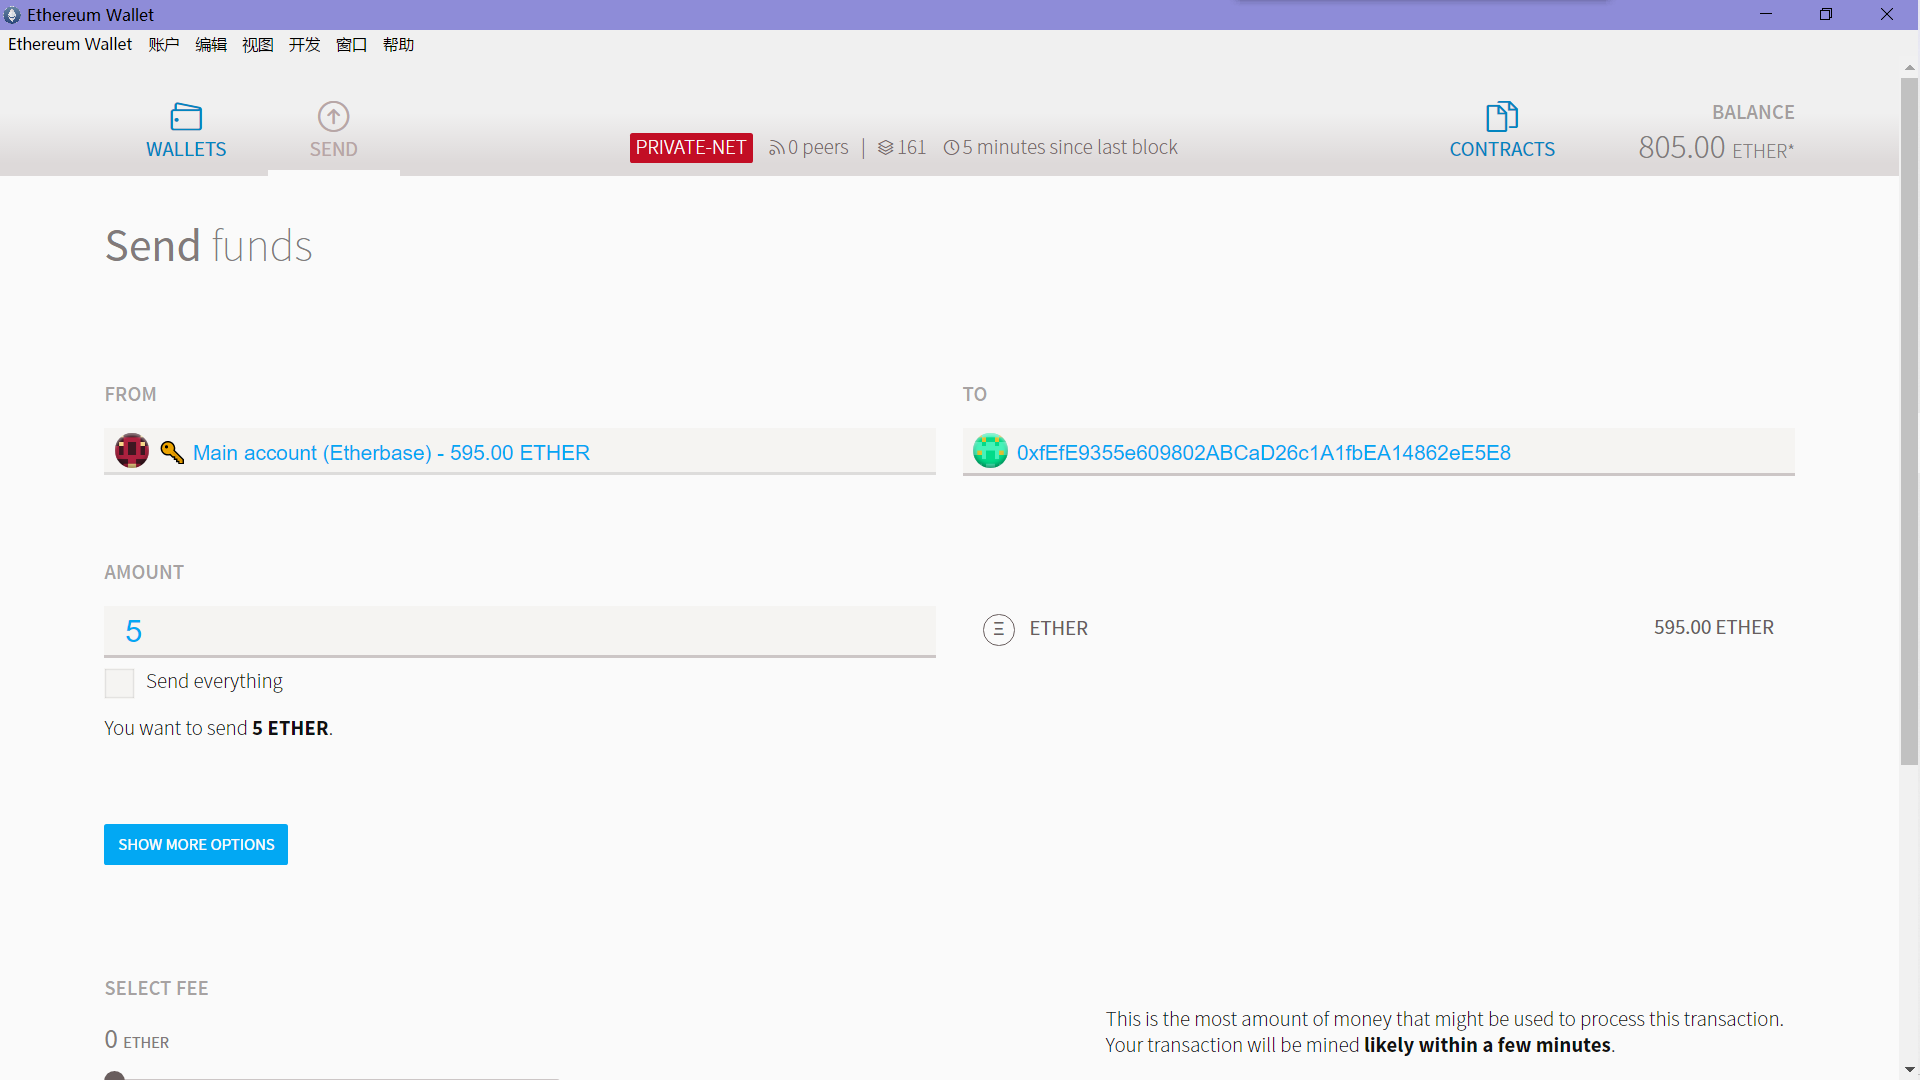 Ethereum Wallet
Ethereum Wallet 账户 编辑 视图 开发 窗口 帮助
WALLETS
SEND
PRIVATE-NET 0 peers | 161 5 minutes since last block
CONTRACTS
BALANCE
805.00 ETHER*
Send funds
FROM
Main account (Etherbase) - 595.00 ETHER
TO
0xfEfE9355e609802ABCaD26c1A1fbEA14862eE5E8
AMOUNT
5
Ξ ETHER 595.00 ETHER
Send everything
You want to send 5 ETHER.
SHOW MORE OPTIONS
SELECT FEE
0 ETHER
This is the most amount of money that might be used to process this transaction.
Your transaction will be mined likely within a few minutes.